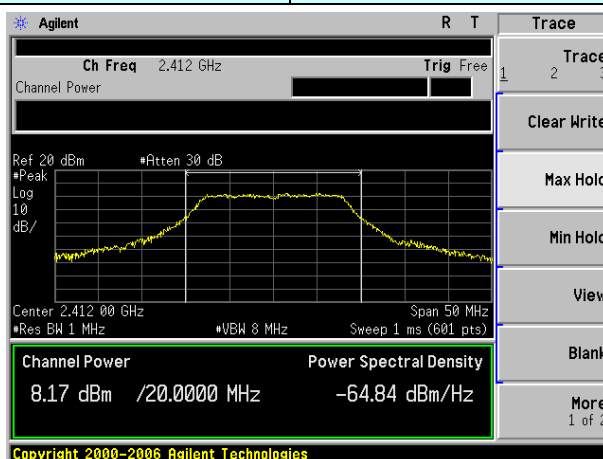 Agilent R T Trace
Ch Freq 2.412 GHz Trig Free
Channel Power
Trace
1 2 3
Clear Write
Max Hold
Min Hold
View
Blank
More
1 of 2
Ref 20 dBm #Atten 30 dB
#Peak
Log
10
dB/
Center 2.412 00 GHz Span 50 MHz
#Res BW 1 MHz #VBW 8 MHz Sweep 1 ms (601 pts)
Channel Power Power Spectral Density
8.17 dBm /20.0000 MHz -64.84 dBm/Hz
Copyright 2000-2006 Agilent Technologies